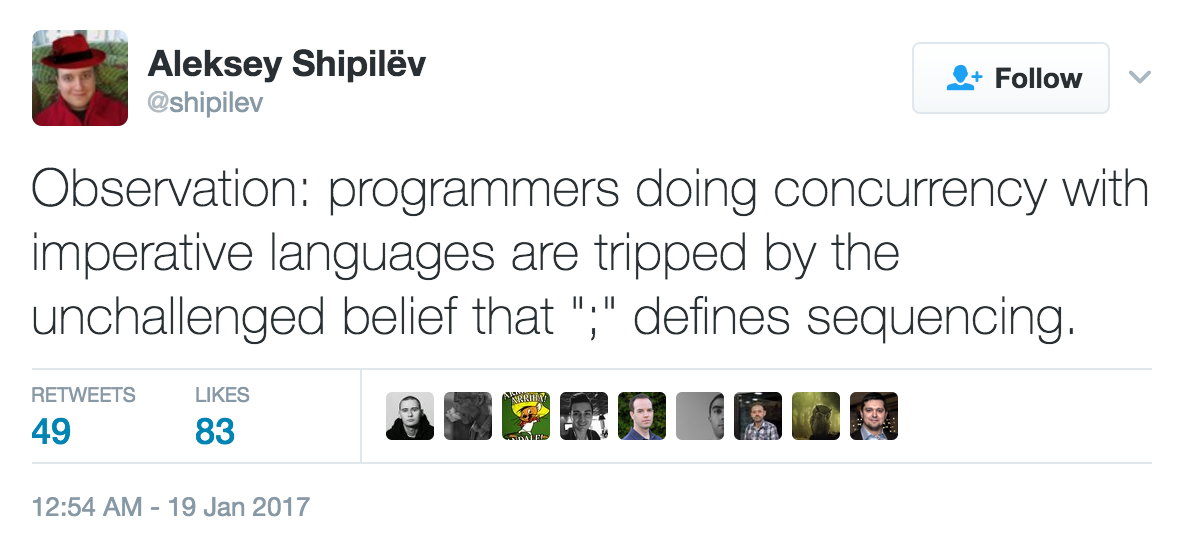 Aleksey Shipilëv
@shipilev
Follow
Observation: programmers doing concurrency with
imperative languages are tripped by the
unchallenged belief that ";" defines sequencing.
RETWEETS LIKES
49 83
12:54 AM - 19 Jan 2017